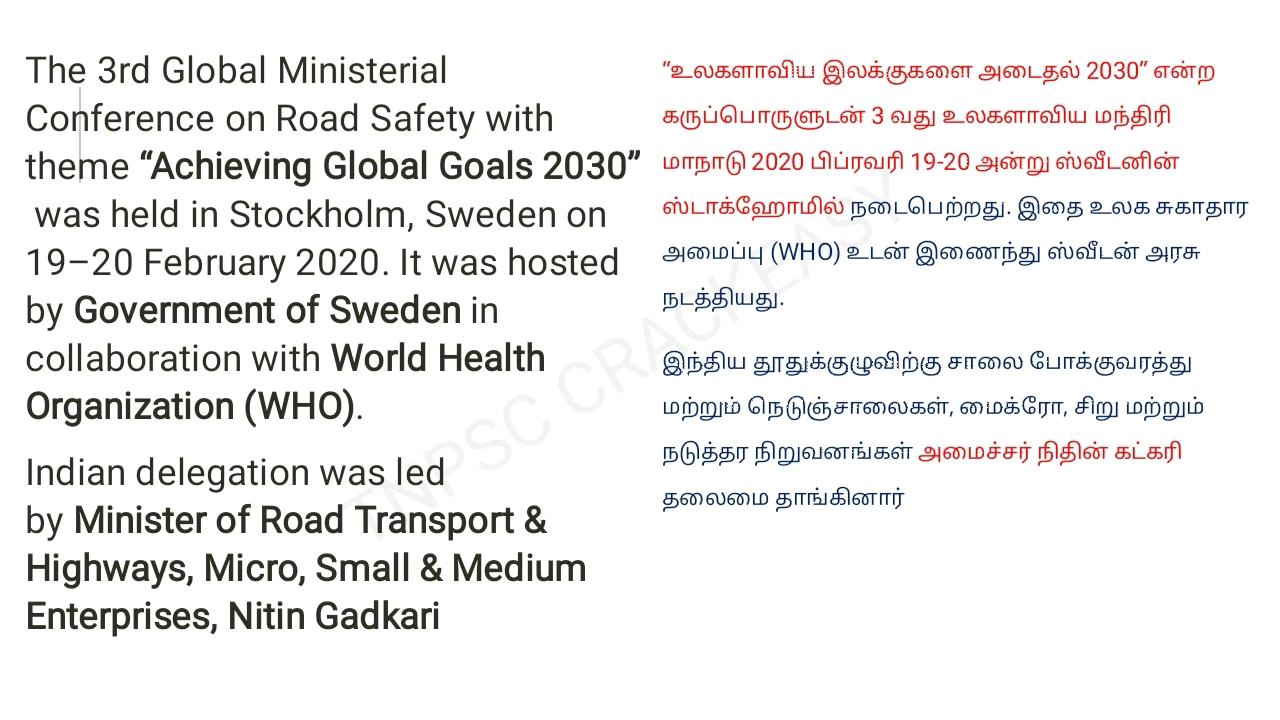 The 3rd Global Ministerial
Conference on Road Safety with
theme “Achieving Global Goals 2030”
was held in Stockholm, Sweden on
19–20 February 2020. It was hosted
by Government of Sweden in
collaboration with World Health
Organization (WHO).
Indian delegation was led
by Minister of Road Transport &
Highways, Micro, Small & Medium
Enterprises, Nitin Gadkari
“உலகளாவிய இலக்குகளை அடைதல் 2030” என்ற
கருப்பொருளுடன் 3 வது உலகளாவிய மந்திரி
மாநாடு 2020 பிப்ரவரி 19-20 அன்று ஸ்வீடனின்
ஸ்டாக்ஹோமில் நடைபெற்றது. இதை உலக சுகாதார
அமைப்பு (WHO) உடன் இணைந்து ஸ்வீடன் அரசு
நடத்தியது.
இந்திய தூதுக்குழுவிற்கு சாலை போக்குவரத்து
மற்றும் நெடுஞ்சாலைகள், மைக்ரோ, சிறு மற்றும்
நடுத்தர நிறுவனங்கள் அமைச்சர் நிதின் கட்கரி
தலைமை தாங்கினார்
TNPSC CRACKEASY